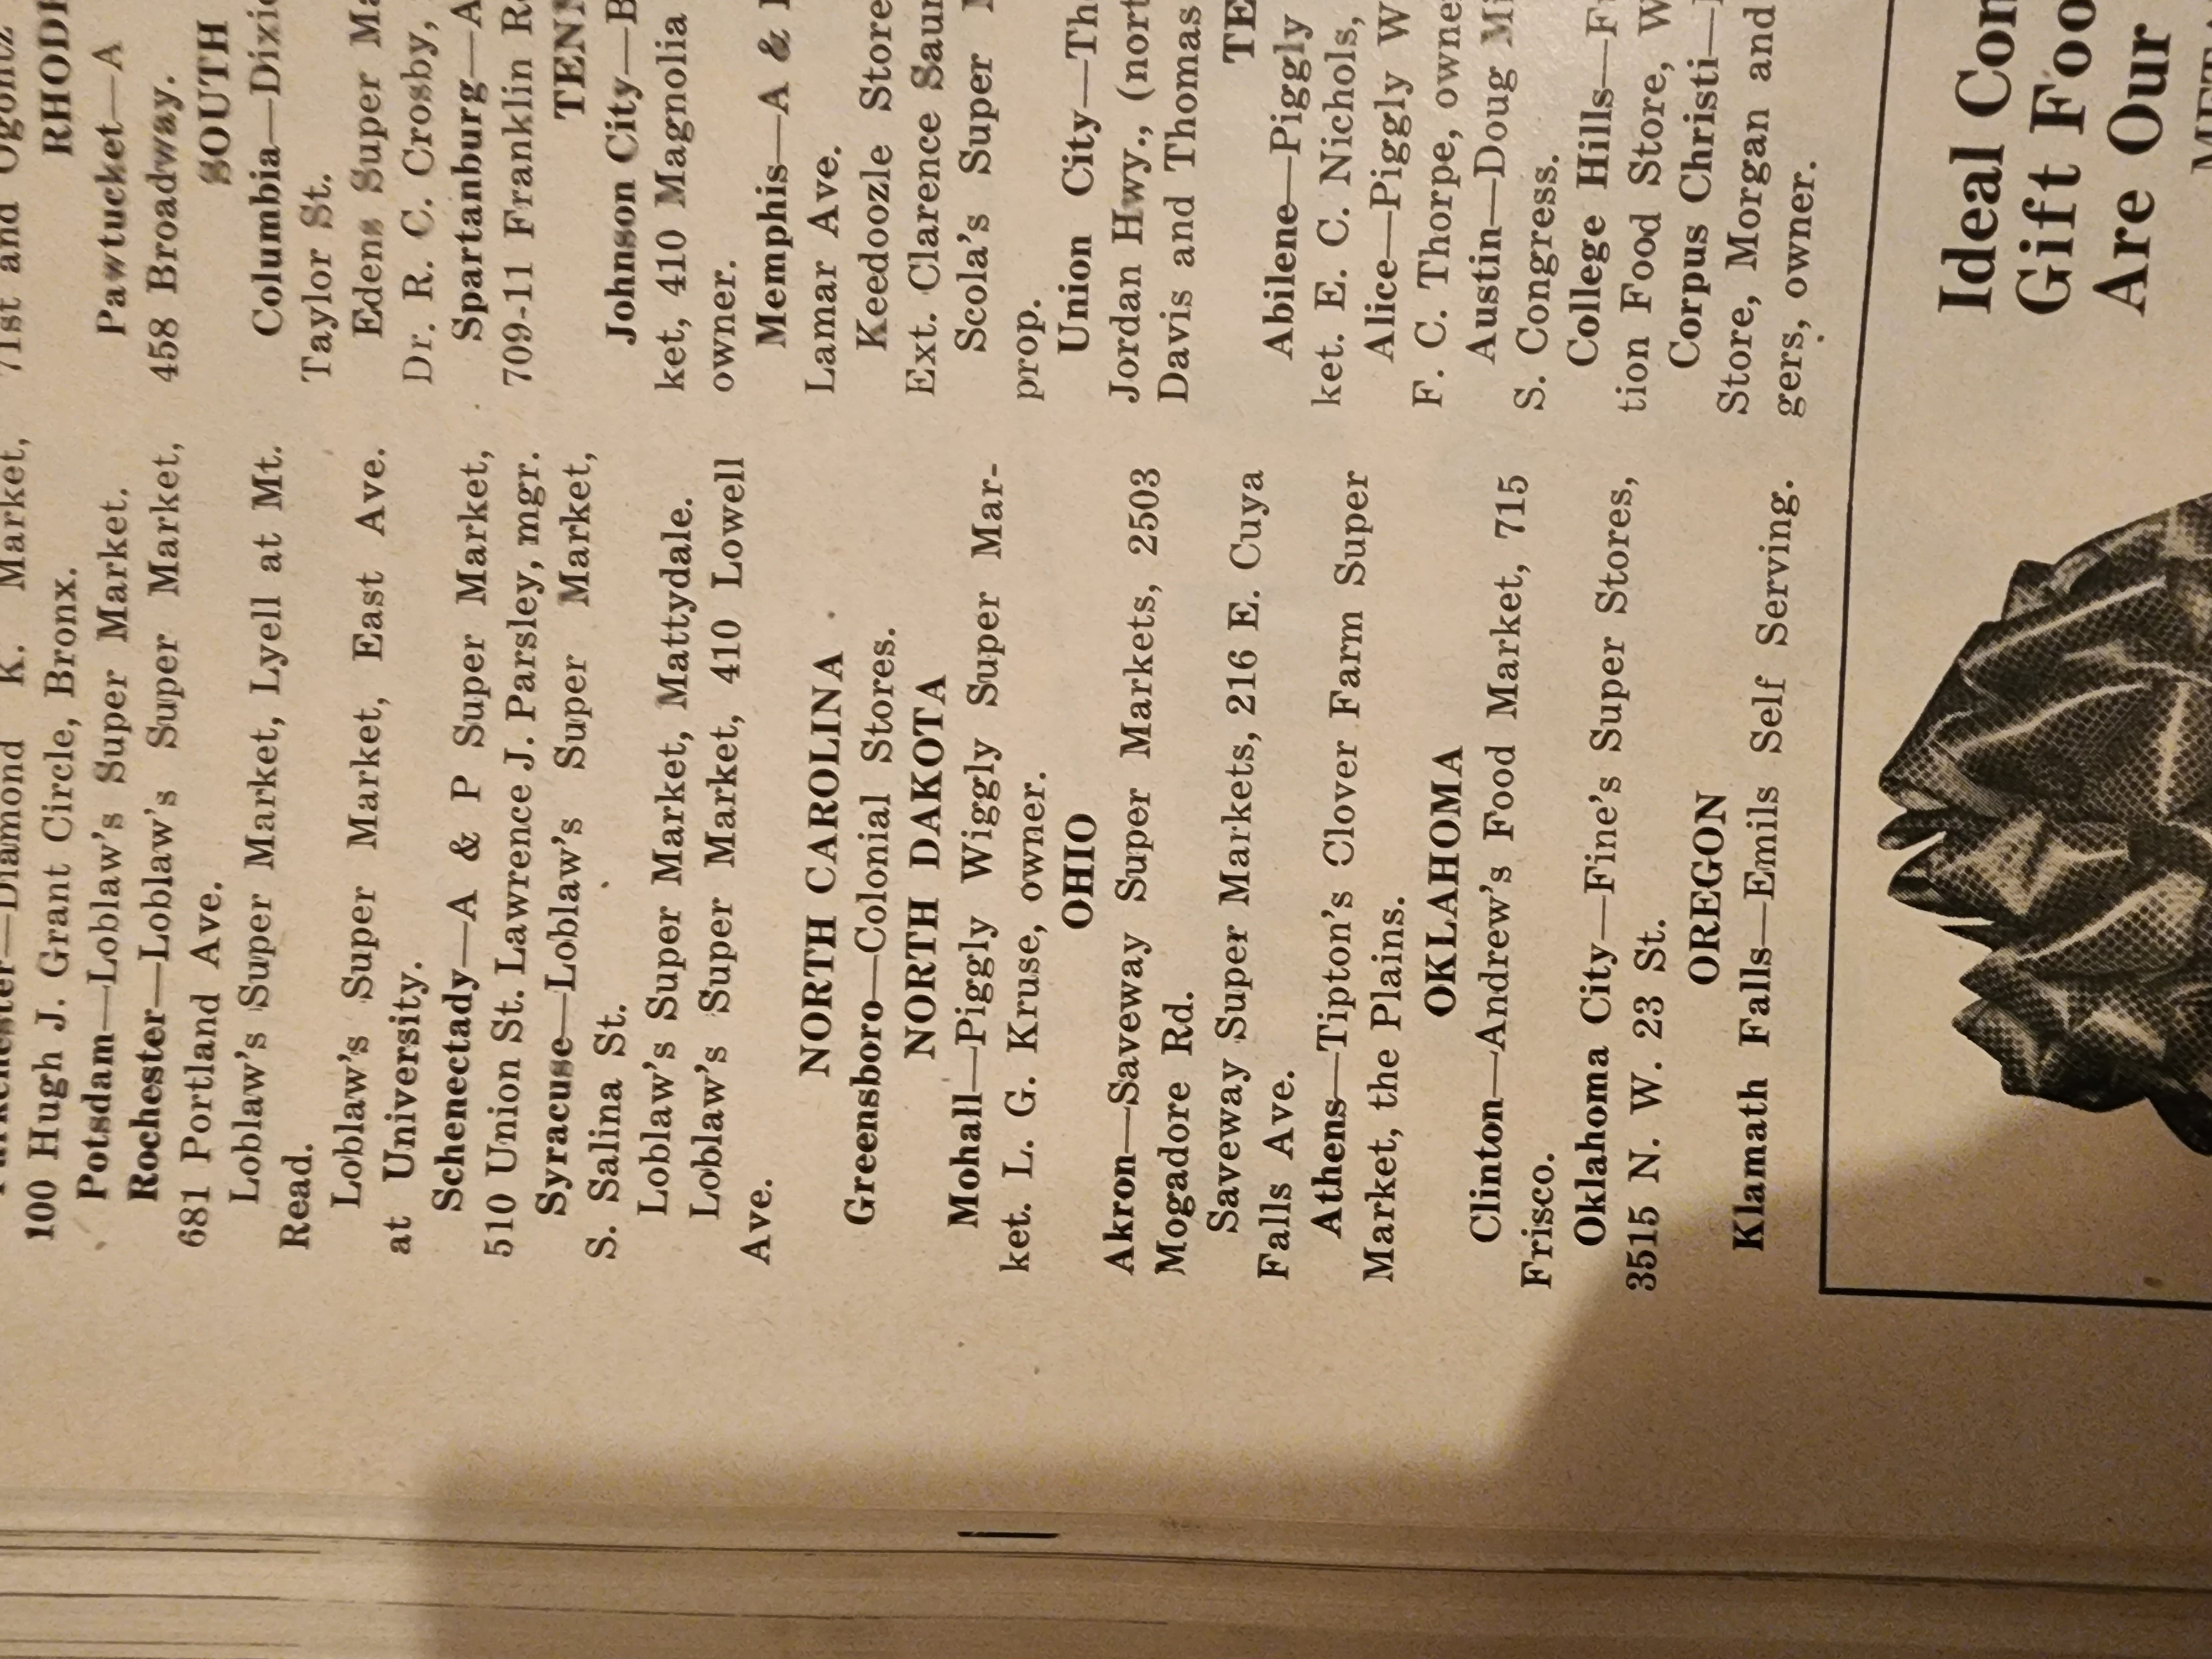 K. Market,
100 Hugh J. Grant Circle, Bronx.
Potsdam—Loblaw's Super Market.
Rochester—Loblaw's Super Market,
681 Portland Ave.
Loblaw's Super Market, Lyell at Mt.
Read.
Loblaw's Super Market, East Ave.
at University.
Schenectady—A & P Super Market,
510 Union St. Lawrence J. Parsley, mgr.
Syracuse—Loblaw's Super Market,
S. Salina St.
Loblaw's Super Market, Mattydale.
Loblaw's Super Market, 410 Lowell
Ave.
NORTH CAROLINA
Greensboro—Colonial Stores.
NORTH DAKOTA
Mohall—Piggly Wiggly Super Mar-
ket. L. G. Kruse, owner.
OHIO
Akron—Saveway Super Markets, 2503
Mogadore Rd.
Saveway Super Markets, 216 E. Cuya
Falls Ave.
Athens—Tipton's Clover Farm Super
Market, the Plains.
OKLAHOMA
Clinton—Andrew's Food Market, 715
Frisco.
Oklahoma City—Fine's Super Stores,
3515 N. W. 23 St.
OREGON
Klamath Falls—Emils Self Serving.
71st and Ogontz
RHODE
Pawtucket—A
458 Broadway.
SOUTH
Columbia—Dixie
Taylor St.
Edens Super Ma
Dr. R. C. Crosby,
Spartanburg—A
709-11 Franklin R
TENN
Johnson City—B
ket, 410 Magnolia
owner.
Memphis—A &
Lamar Ave.
Keedoozle Store
Ext. Clarence Saun
Scola's Super
prop.
Union City—Th
Jordan Hwy., (nort
Davis and Thomas
TE
Abilene—Piggly
ket. E. C. Nichols,
Alice—Piggly W
F. C. Thorpe, owne
Austin—Doug Mi
S. Congress.
College Hills—F
tion Food Store, W
Corpus Christi—
Store, Morgan and
gers, owner.
Ideal Con
Gift Foo
Are Our